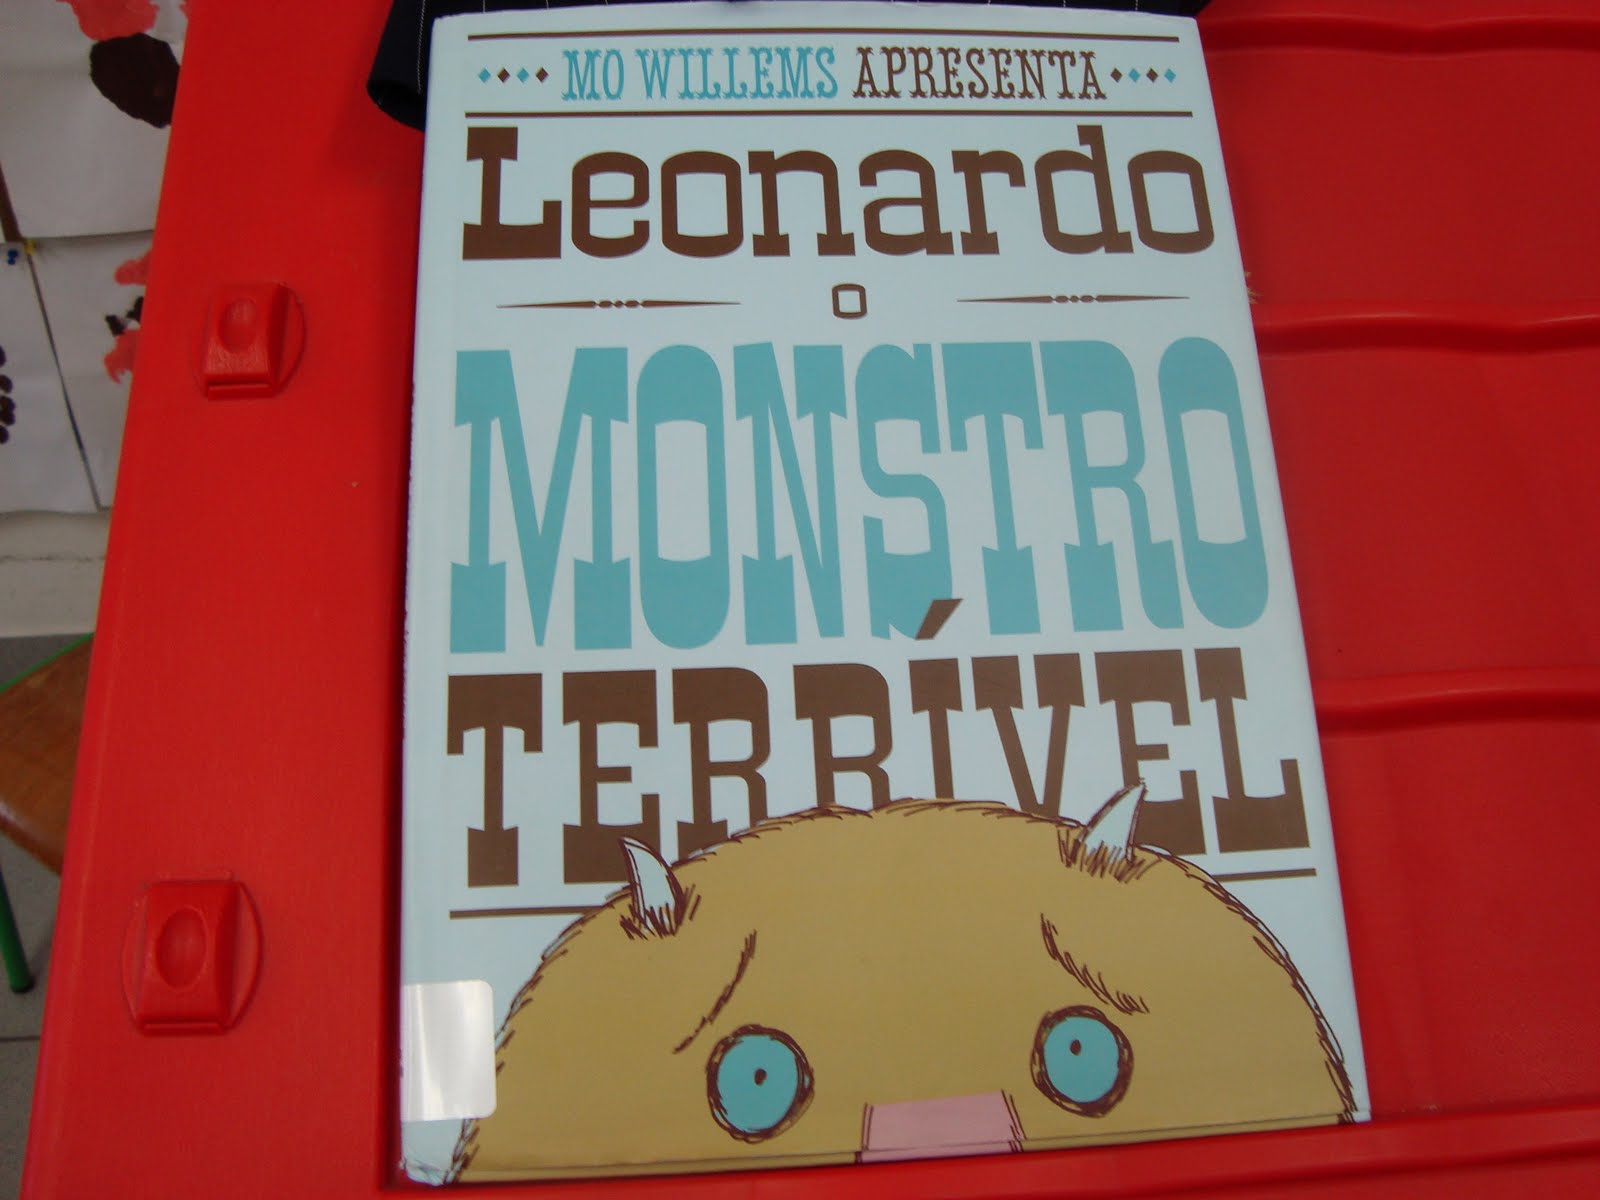 MO WILLEMS APRESENTA
Leonardo
o
MONSTRO
TERRÍVEL